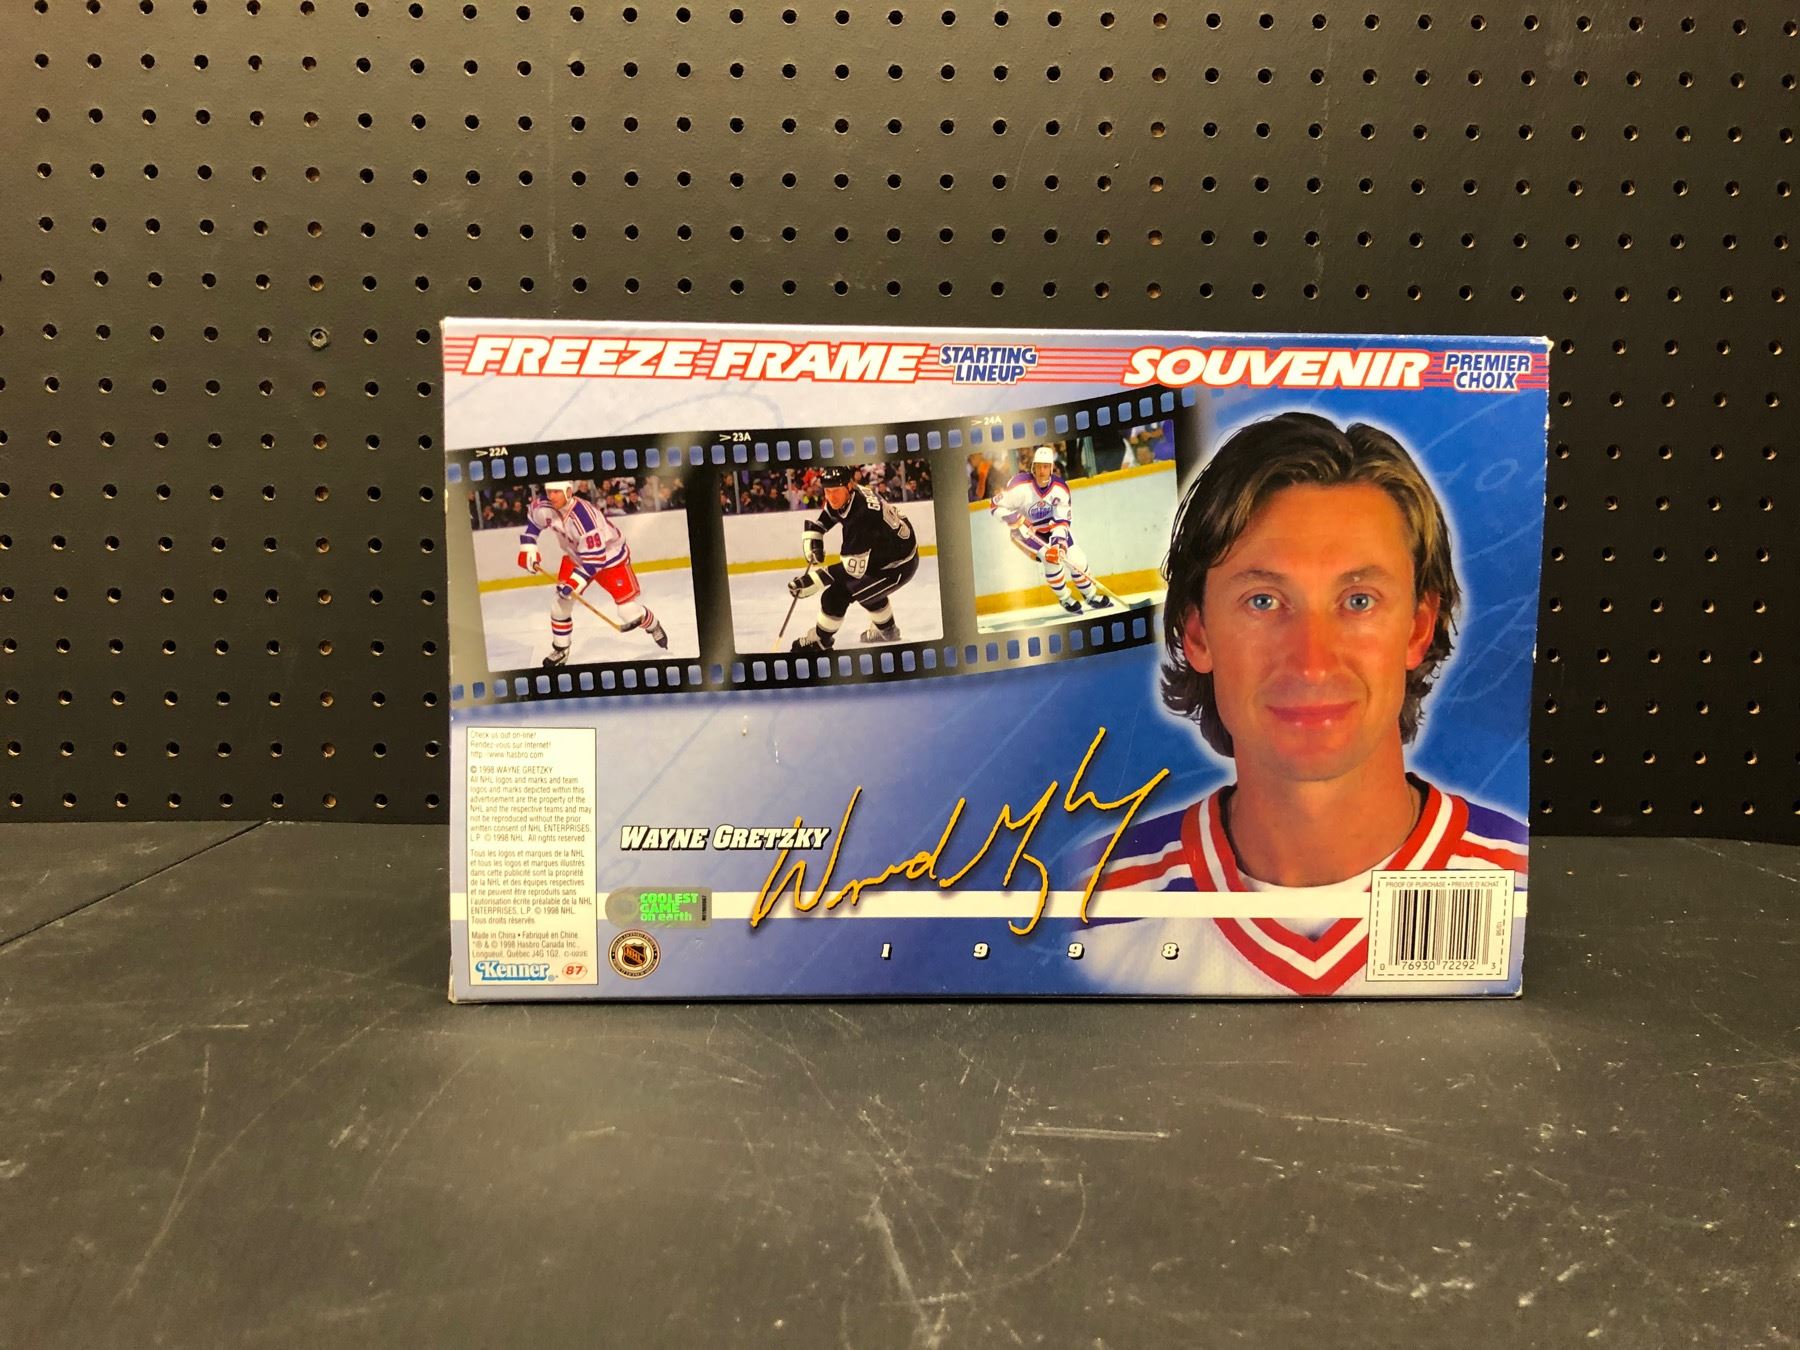 FREEZE FRAME STARTING LINEUP SOUVENIR PREMIER CHOIX
>22A
>23A
>24A
99
99
Check us out on-line!
Rendez-vous sur Internet!
http://www.hasbro.com
© 1998 WAYNE GRETZKY
All NHL logos and marks and team
logos and marks depicted within this
advertisement are the property of the
NHL and the respective teams and may
not be reproduced without the prior
written consent of NHL ENTERPRISES,
L.P. © 1998 NHL. All rights reserved.
Tous les logos et marques de la NHL
et tous les logos et marques illustrés
dans cette publicité sont la propriété
de la NHL et des équipes respectives
et ne peuvent être reproduits sans
l'autorisation écrite préalable de la NHL
ENTERPRISES, L.P. © 1998 NHL.
Tous droits réservés.
Made in China • Fabriqué en Chine
*® & © 1998 Hasbro Canada Inc.,
Longueuil, Québec J4G 1G2. C-022E
Kenner 87
WAYNE GRETZKY
COOLEST
GAME
on earth
NHL
1 9 9 8
PROOF OF PURCHASE • PREUVE D'ACHAT
0 76930 72292 3